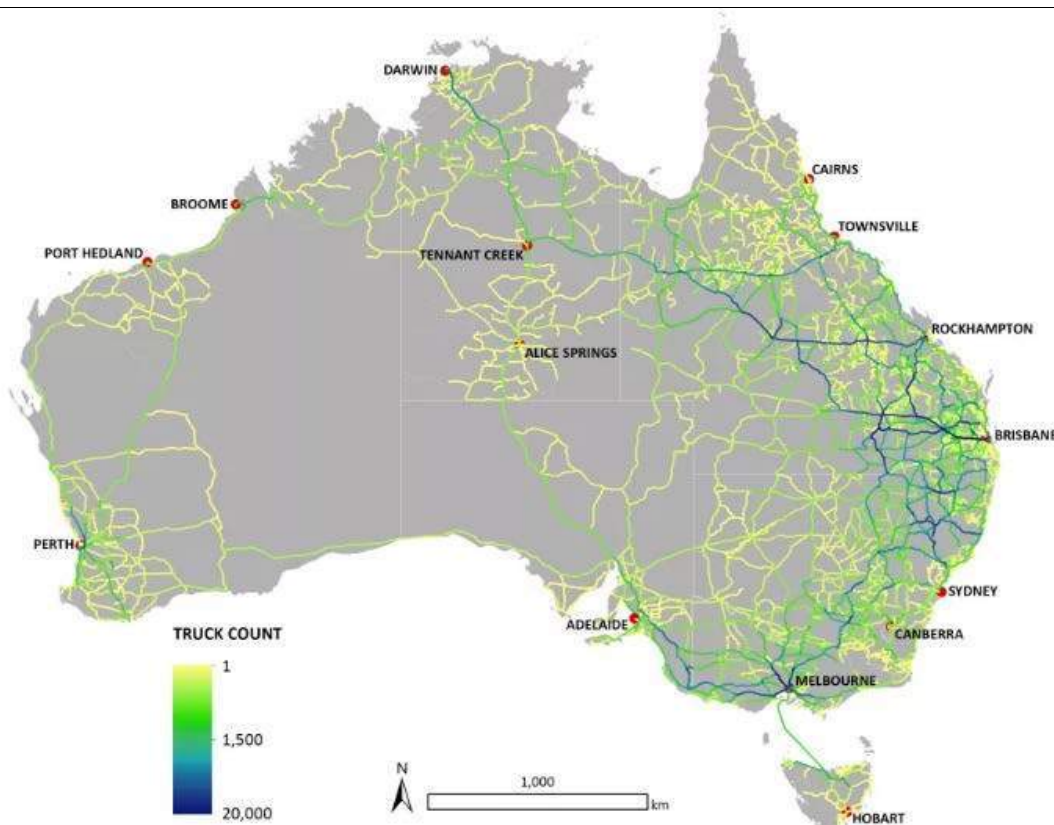 DARWIN
CAIRNS
BROOME
TOWNSVILLE
PORT HEDLAND
TENNANT CREEK
ROCKHAMPTON
ALICE SPRINGS
BRISBANE
PERTH
SYDNEY
ADELAIDE
CANBERRA
TRUCK COUNT
1
MELBOURNE
1,500
N
1,000
km
20,000
HOBART